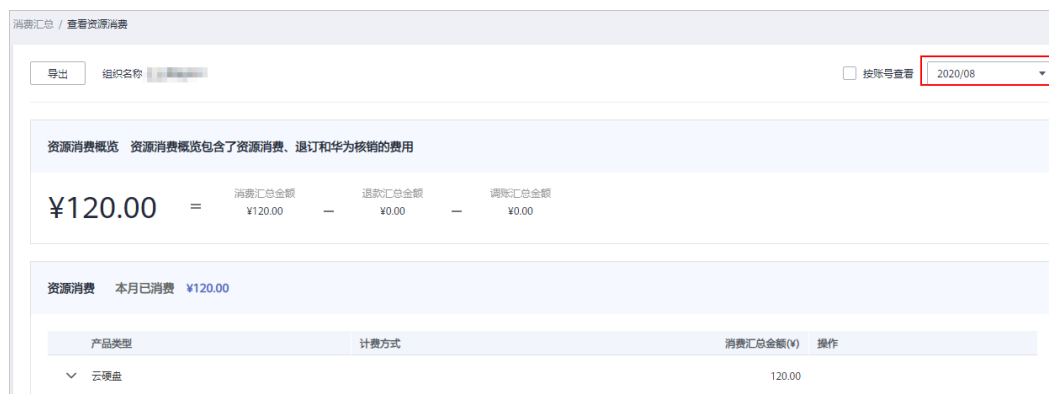 消费汇总 / 查看资源消费
导出 组织名称 按账号查看 2020/08
资源消费概览 资源消费概览包含了资源消费、退订和华为核销的费用
消费汇总金额 退款汇总金额 调账汇总金额
¥120.00 = ¥120.00 — ¥0.00 — ¥0.00
资源消费 本月已消费 ¥120.00
产品类型 计费方式 消费汇总金额(¥) 操作
云硬盘 120.00